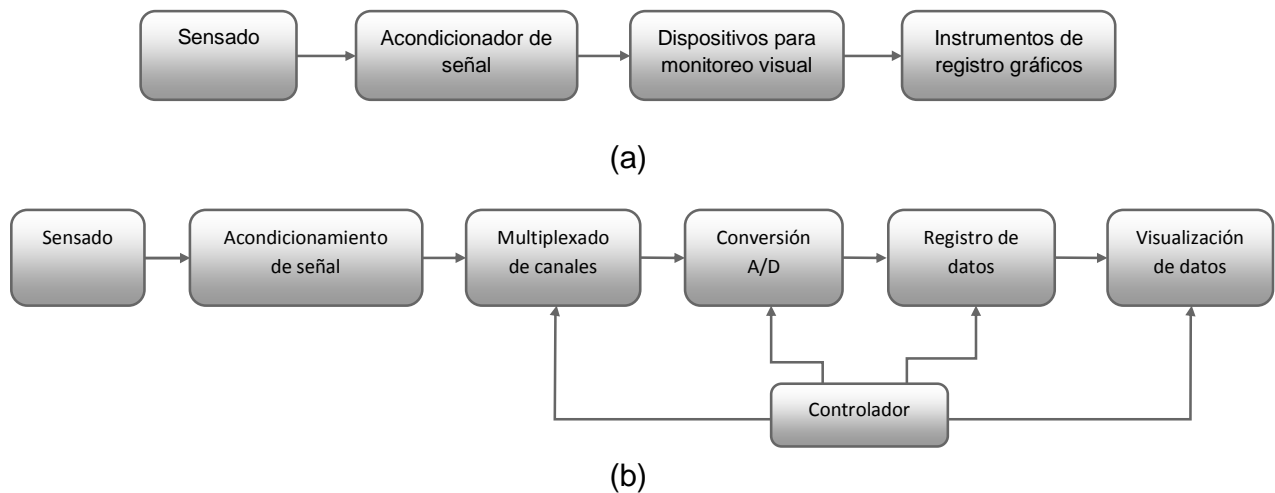 Sensado
Acondicionador de
señal
Dispositivos para
monitoreo visual
Instrumentos de
registro gráficos
(a)
Sensado
Acondicionamiento
de señal
Multiplexado
de canales
Conversión
A/D
Registro de
datos
Visualización
de datos
Controlador
(b)